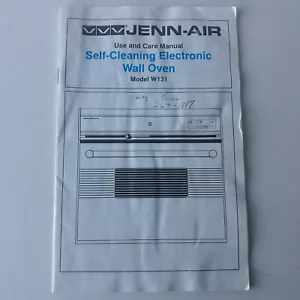 JENN-AIR
Use and Care Manual
Self-Cleaning Electronic
Wall Oven
Model W131